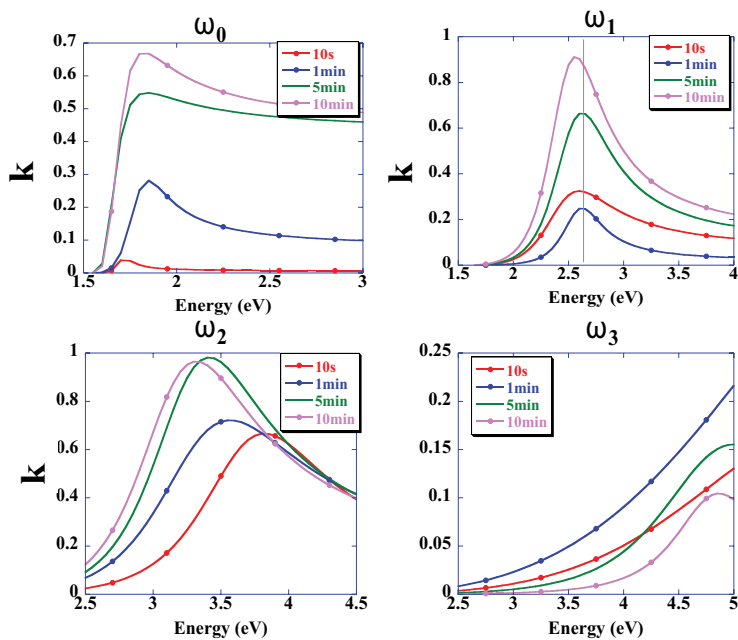 ω0
0.7
0.6
0.5
0.4
0.3
0.2
0.1
0
k
10s
1min
5min
10min
1.5
2
2.5
3
Energy (eV)
ω1
1
0.8
0.6
0.4
0.2
0
k
10s
1min
5min
10min
1.5
2
2.5
3
3.5
4
Energy (eV)
ω2
1
0.8
0.6
0.4
0.2
0
k
10s
1min
5min
10min
2.5
3
3.5
4
4.5
Energy (eV)
ω3
0.25
0.2
0.15
0.1
0.05
0
10s
1min
5min
10min
2.5
3
3.5
4
4.5
5
Energy (eV)